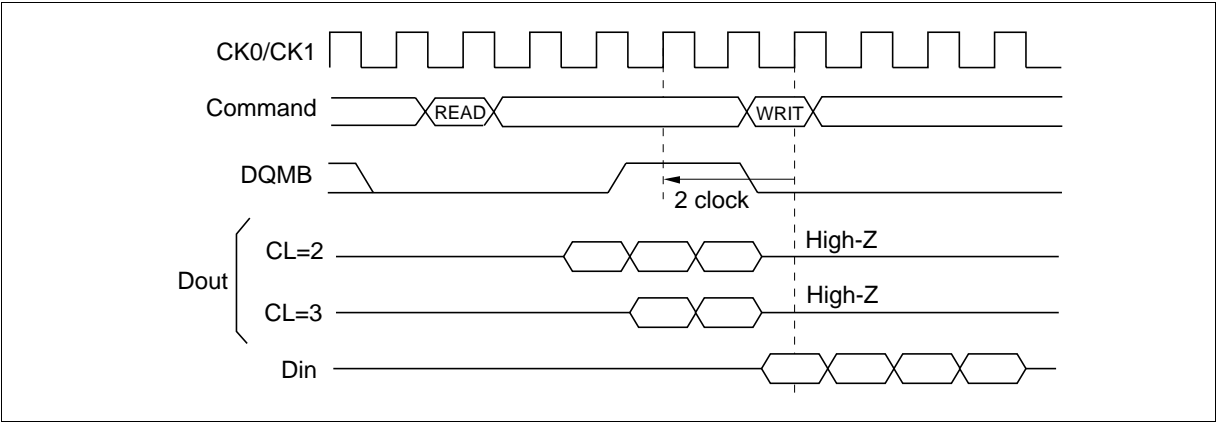 CK0/CK1
Command
READ
WRIT
DQMB
2 clock
Dout
CL=2
High-Z
CL=3
High-Z
Din